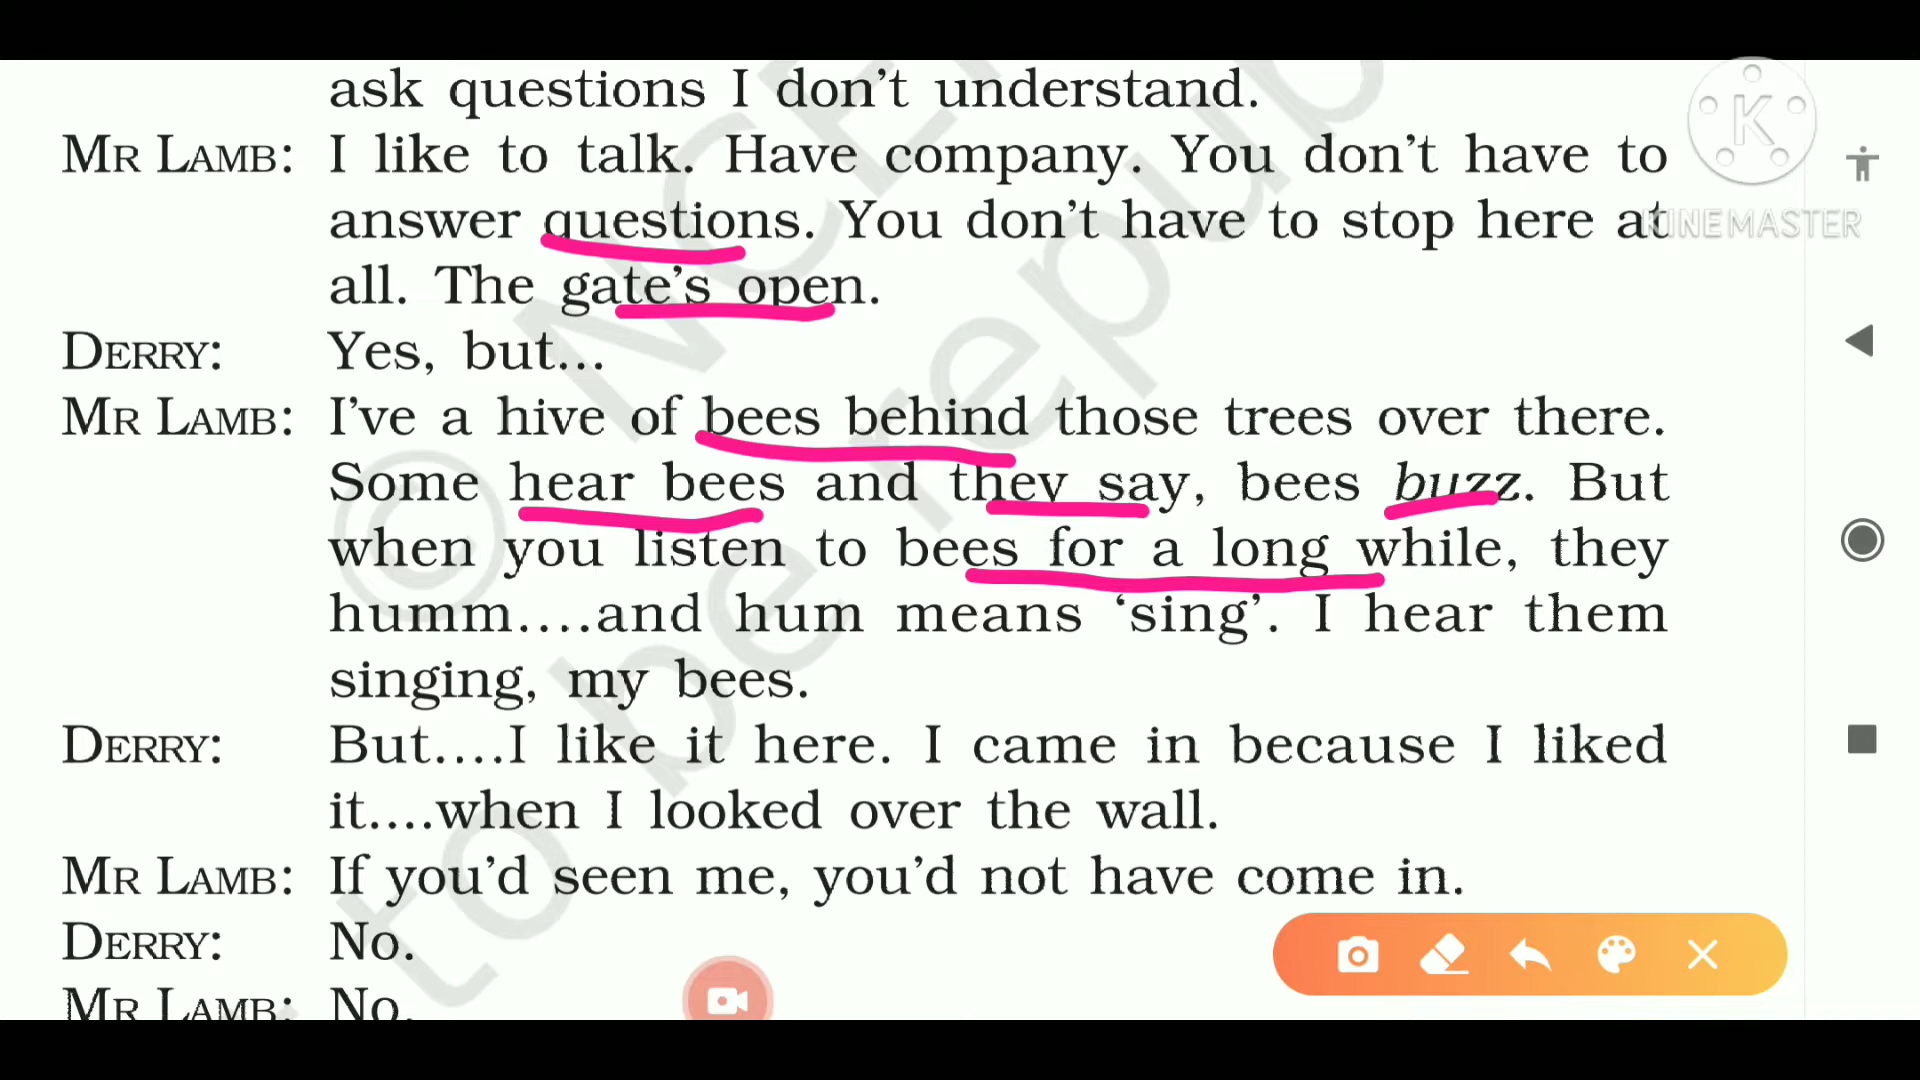 ask questions I don't understand.
MR LAMB: I like to talk. Have company. You don't have to
answer questions. You don't have to stop here at
all. The gate's open.
DERRY: Yes, but...
MR LAMB: I've a hive of bees behind those trees over there.
Some hear bees and they say, bees buzz. But
when you listen to bees for a long while, they
humm....and hum means ‘sing’. I hear them
singing, my bees.
DERRY: But....I like it here. I came in because I liked
it....when I looked over the wall.
MR LAMB: If you'd seen me, you'd not have come in.
DERRY: No.
MR LAMB: No.
K
KINEMASTER
© NCER
to be repub